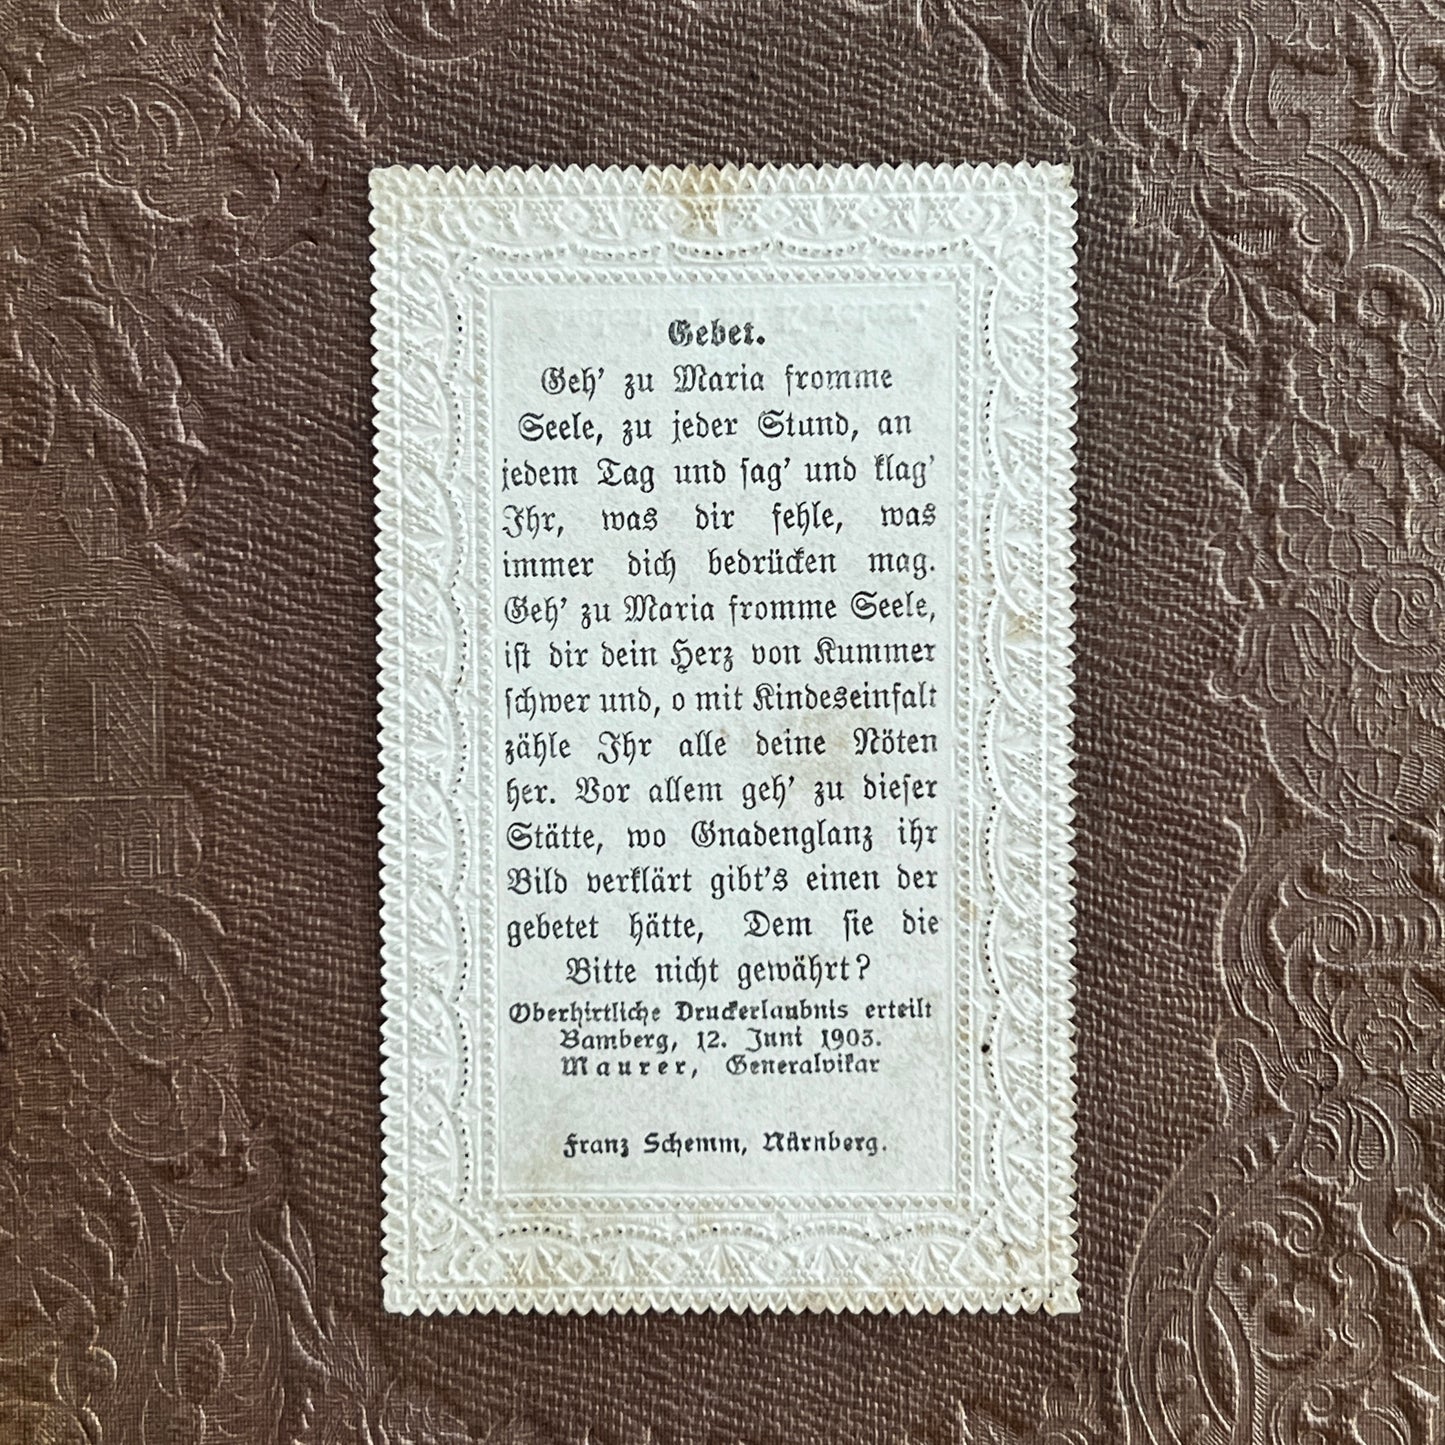 Gebet.
Geh' zu Maria fromme
Seele, zu jeder Stund, an
jedem Tag und sag' und klag'
Ihr, was dir fehle, was
immer dich bedrücken mag.
Geh' zu Maria fromme Seele,
ist dir dein Herz von Kummer
schwer und, o mit Kindeseinfalt
zähle Ihr alle deine Nöten
her. Vor allem geh' zu dieser
Stätte, wo Gnadenglanz ihr
Bild verklärt gibt's einen der
gebetet hätte, Dem sie die
Bitte nicht gewährt?
Oberhirtliche Druckerlaubnis erteilt
Bamberg, 12. Juni 1903.
Maurer, Generalvikar
Franz Schemm, Nürnberg.